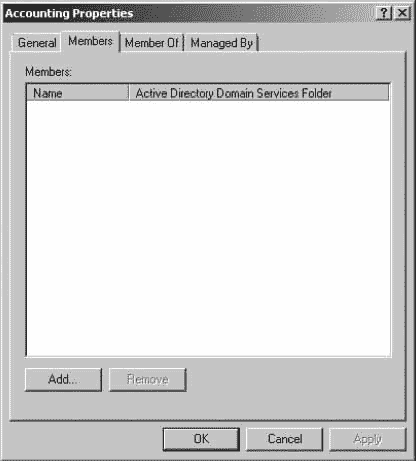 Accounting Properties
General Members Member Of Managed By
Members:
Name Active Directory Domain Services Folder
Add... Remove
OK Cancel Apply